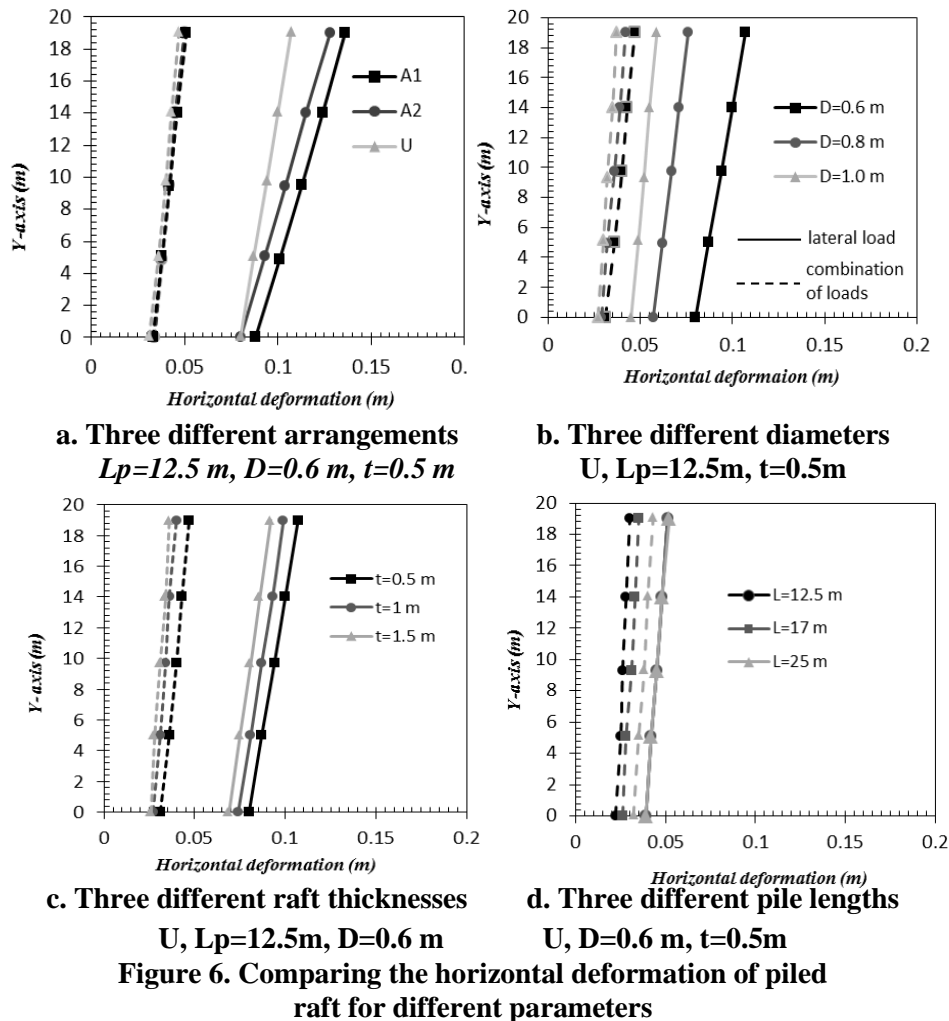 20
18
16
14
12
10
8
6
4
2
0
Y-axis (m)
A1
A2
U
0 0.05 0.1 0.15 0.
Horizontal deformation (m)
a. Three different arrangements
Lp=12.5 m, D=0.6 m, t=0.5 m
20
18
16
14
12
10
8
6
4
2
0
Y-axis (m)
D=0.6 m
D=0.8 m
D=1.0 m
lateral load
combination
of loads
0 0.05 0.1 0.15 0.2
Horizontal deformaion (m)
b. Three different diameters
U, Lp=12.5m, t=0.5m
20
18
16
14
12
10
8
6
4
2
0
Y-axis (m)
t=0.5 m
t=1 m
t=1.5 m
0 0.05 0.1 0.15 0.2
Horizontal deformation (m)
c. Three different raft thicknesses
U, Lp=12.5m, D=0.6 m
20
18
16
14
12
10
8
6
4
2
0
Y-axis (m)
L=12.5 m
L=17 m
L=25 m
0 0.05 0.1 0.15 0.2
Horizontal deformation (m)
d. Three different pile lengths
U, D=0.6 m, t=0.5m
Figure 6. Comparing the horizontal deformation of piled
raft for different parameters